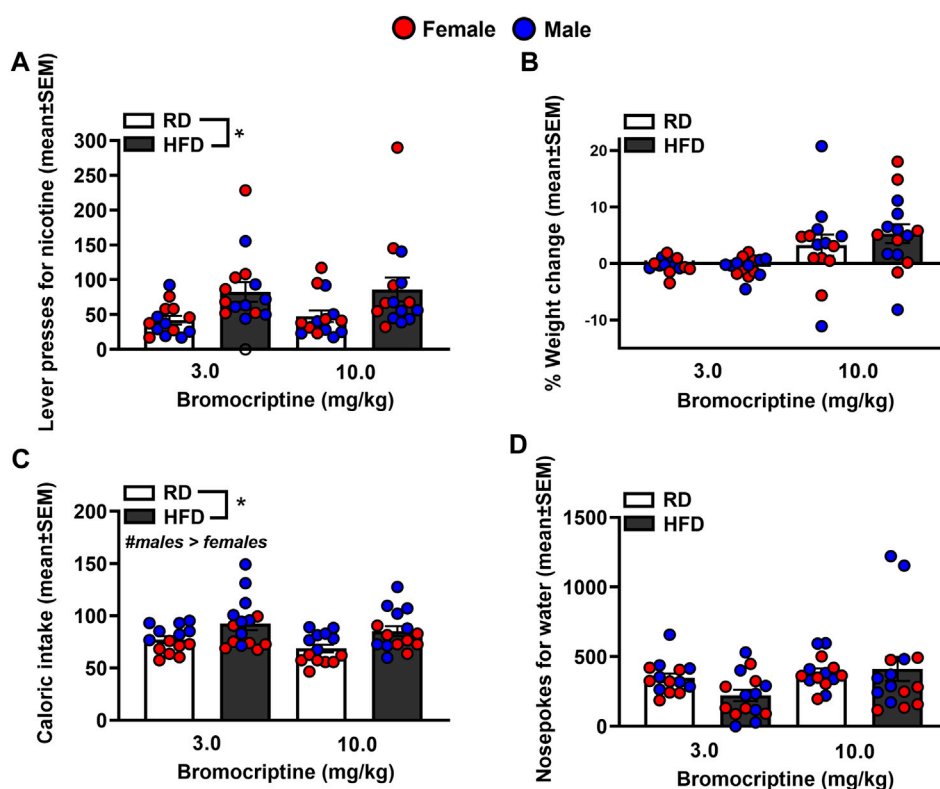 Female Male
A
Lever presses for nicotine (mean±SEM)
RD
HFD
*
300
250
200
150
100
50
0
3.0 10.0
Bromocriptine (mg/kg)
B
% Weight change (mean±SEM)
RD
HFD
20
10
0
-10
3.0 10.0
Bromocriptine (mg/kg)
C
Caloric intake (mean±SEM)
RD
HFD
*
#males > females
200
150
100
50
0
3.0 10.0
Bromocriptine (mg/kg)
D
Nosepokes for water (mean±SEM)
RD
HFD
1500
1000
500
0
3.0 10.0
Bromocriptine (mg/kg)